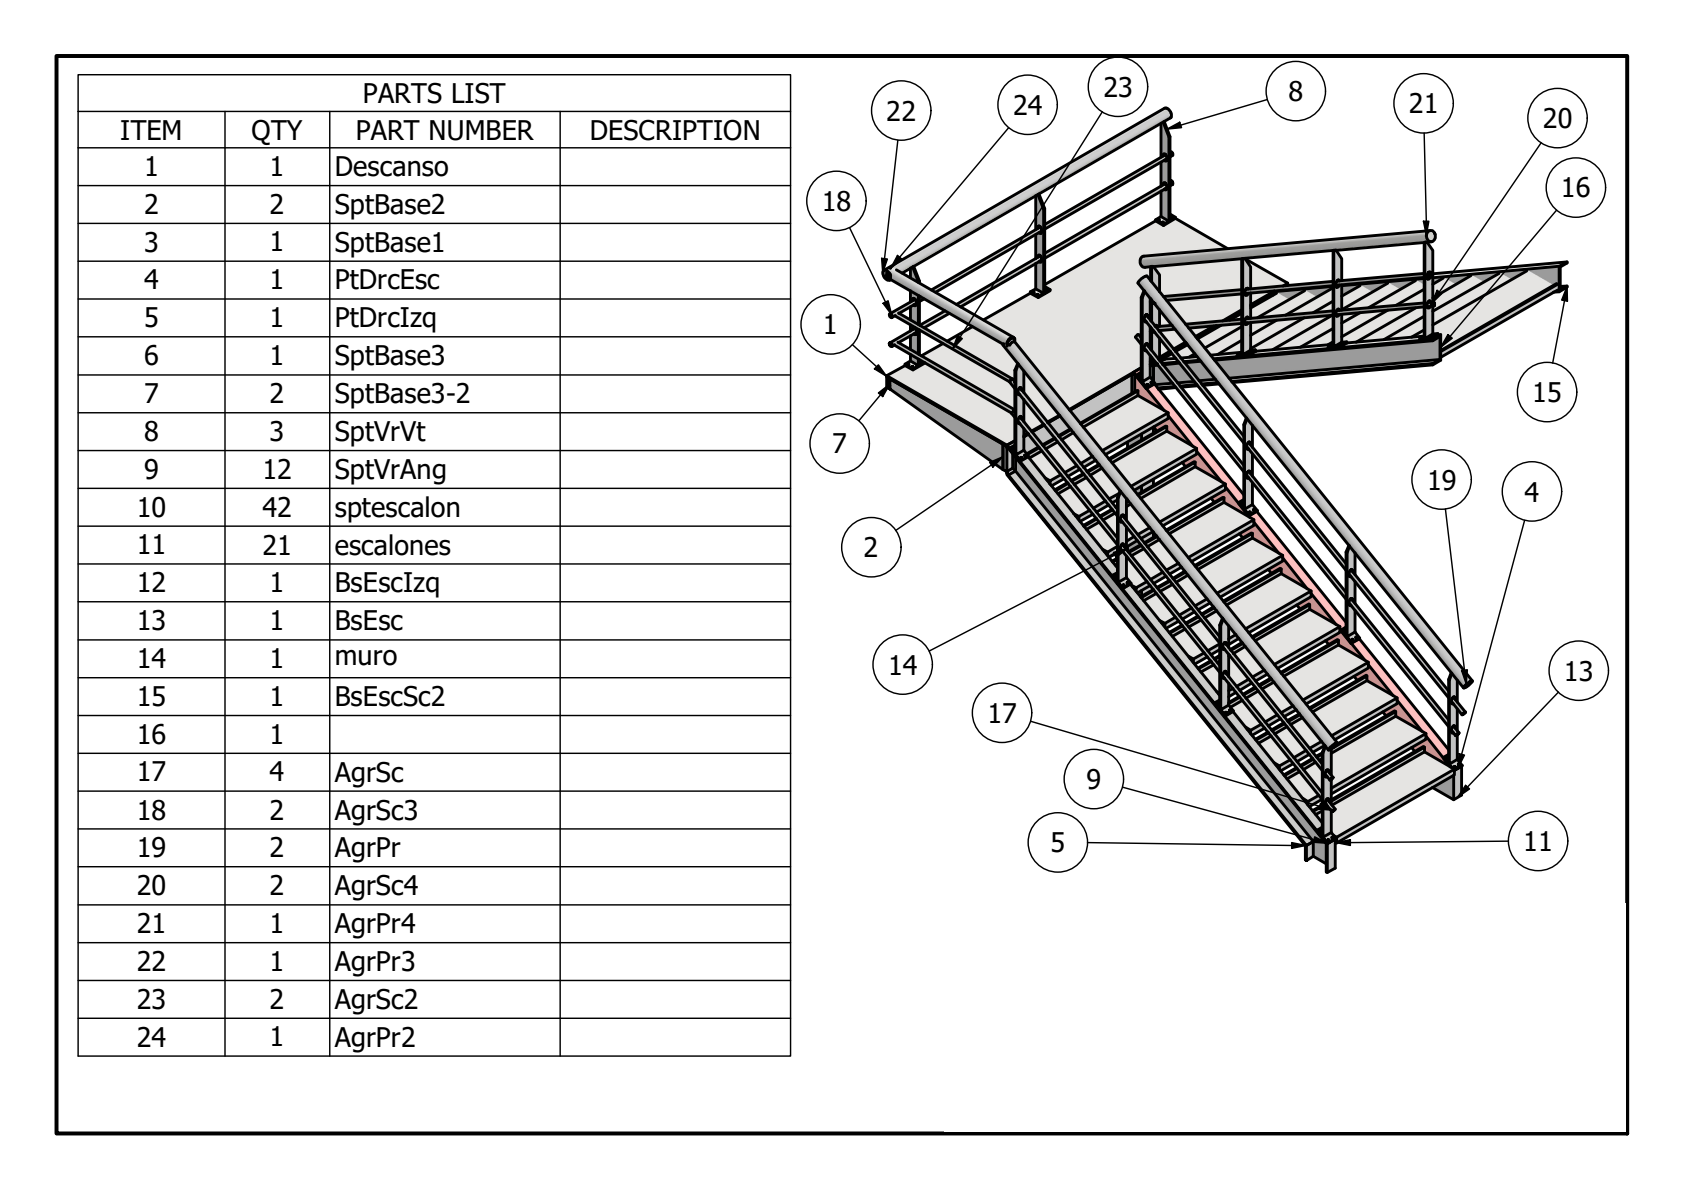 PARTS LIST
ITEM QTY PART NUMBER DESCRIPTION
1 1 Descanso
2 2 SptBase2
3 1 SptBase1
4 1 PtDrcEsc
5 1 PtDrcIzq
6 1 SptBase3
7 2 SptBase3-2
8 3 SptVrVt
9 12 SptVrAng
10 42 sptescalon
11 21 escalones
12 1 BsEscIzq
13 1 BsEsc
14 1 muro
15 1 BsEscSc2
16 1
17 4 AgrSc
18 2 AgrSc3
19 2 AgrPr
20 2 AgrSc4
21 1 AgrPr4
22 1 AgrPr3
23 2 AgrSc2
24 1 AgrPr2
22
24
23
8
21
20
18
16
1
15
7
19
4
2
14
13
17
9
5
11